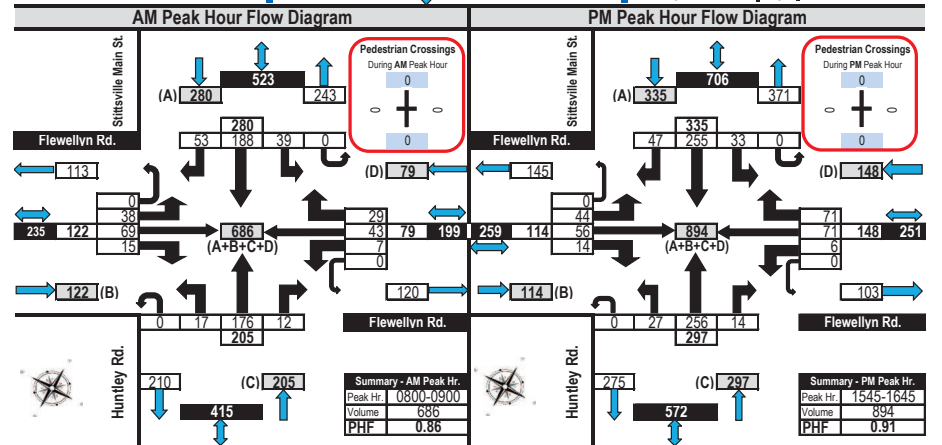 AM Peak Hour Flow Diagram
Stittsville Main St.
523
(A) 280
243
Pedestrian Crossings
During AM Peak Hour
0
0 0
0
280
53 188 39 0
Flewellyn Rd.
113
(D) 79
0
38
235 122 69
15
686
(A+B+C+D)
29
43 79 199
7
0
122 (B)
120
0 17 176 12
205
Flewellyn Rd.
Huntley Rd.
210
(C) 205
415
Summary - AM Peak Hr.
Peak Hr. 0800-0900
Volume 686
PHF 0.86
PM Peak Hour Flow Diagram
Stittsville Main St.
706
(A) 335
371
Pedestrian Crossings
During PM Peak Hour
0
0 0
0
335
47 255 33 0
Flewellyn Rd.
145
(D) 148
0
44
259 114 56
14
894
(A+B+C+D)
71
71 148 251
6
0
114 (B)
103
0 27 256 14
297
Flewellyn Rd.
Huntley Rd.
275
(C) 297
572
Summary - PM Peak Hr.
Peak Hr. 1545-1645
Volume 894
PHF 0.91